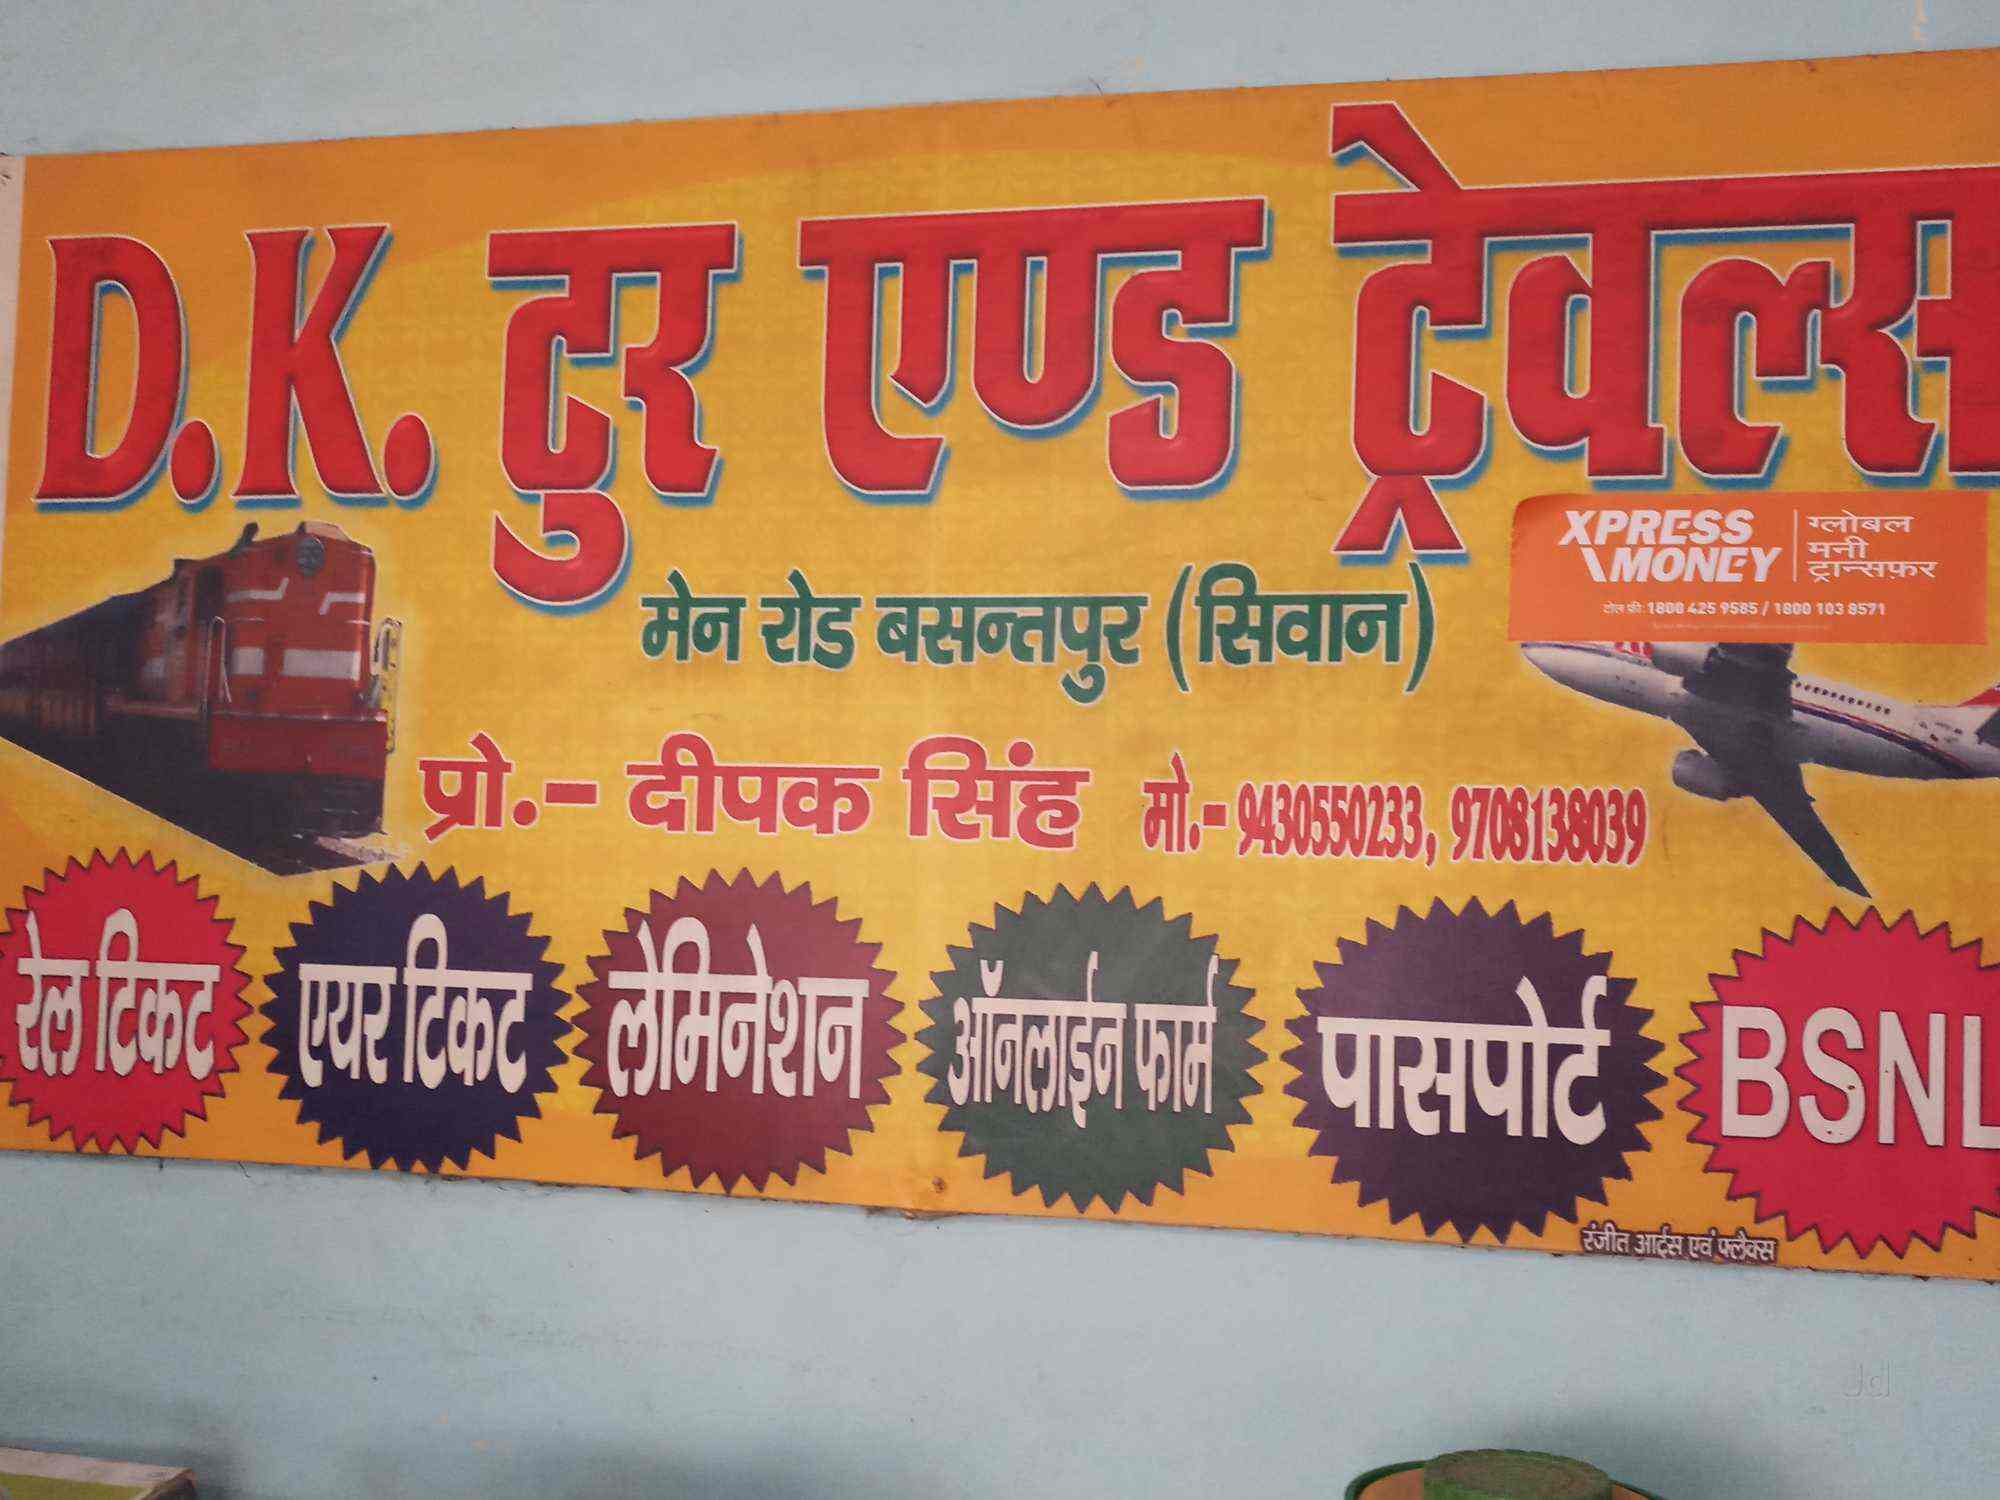 D.K. टुर एण्ड ट्रेवल्स
XPRESS MONEY
ग्लोबल
मनी
ट्रान्सफ़र
टोल फ्री: 1800 425 9585 / 1800 103 8571
मेन रोड बसन्तपुर (सिवान)
प्रो.- दीपक सिंह मो.- 9430550233, 9708138039
रेल टिकट
एयर टिकट
लेमिनेशन
ऑनलाईन फार्म
पासपोर्ट
BSNL
रंजीत आर्ट्स एवं फ्लैक्स
Jd